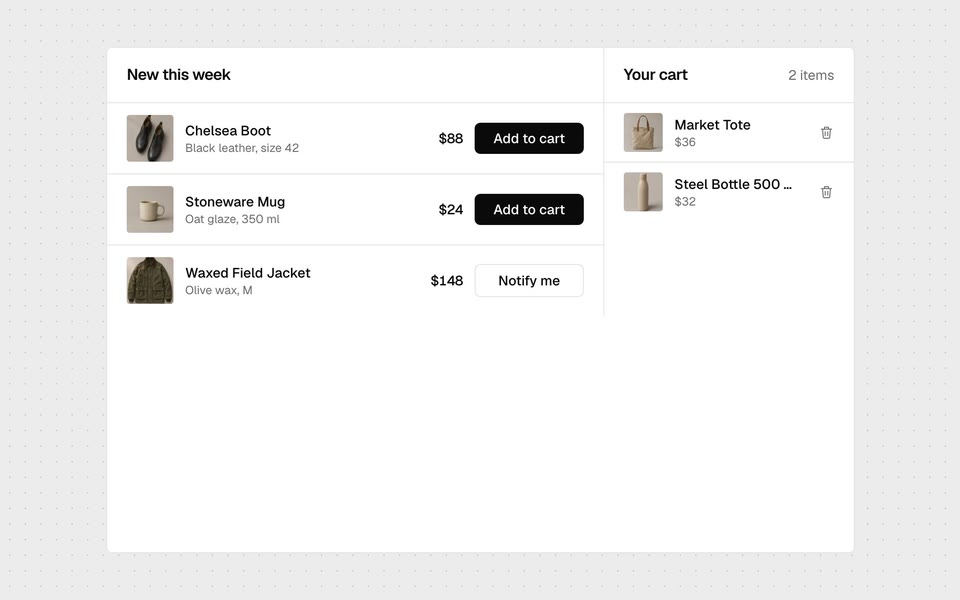 New this week
Chelsea Boot
Black leather, size 42
$88
Add to cart
Stoneware Mug
Oat glaze, 350 ml
$24
Add to cart
Waxed Field Jacket
Olive wax, M
$148
Notify me
Your cart
2 items
Market Tote
$36
Steel Bottle 500 ...
$32